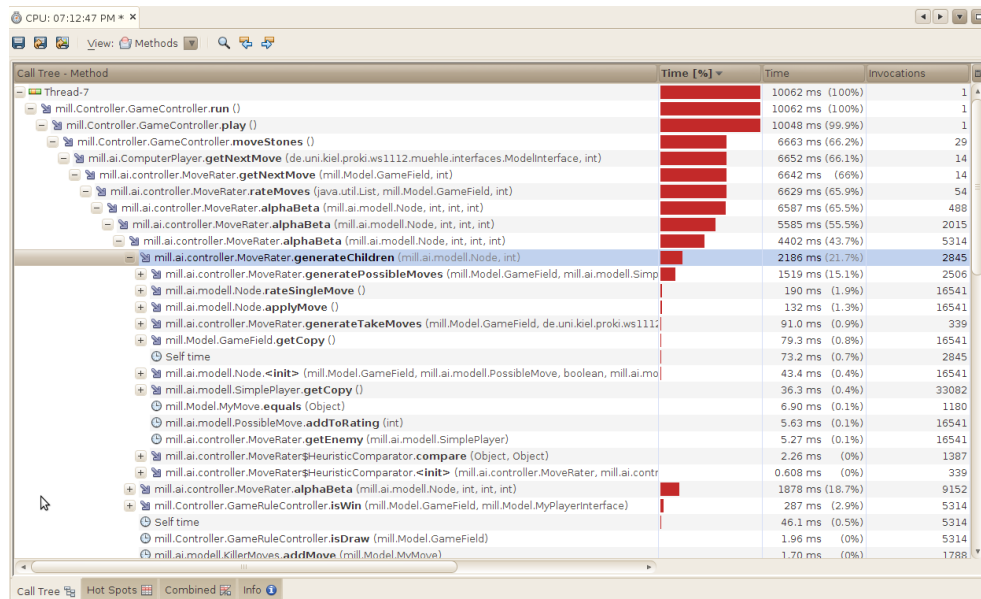 CPU: 07:12:47 PM * ×
View: Methods
Call Tree - Method Time [%] Time Invocations
Thread-7 10062 ms (100%) 1
mill.Controller.GameController.run () 10062 ms (100%) 1
mill.Controller.GameController.play () 10048 ms (99.9%) 1
mill.Controller.GameController.moveStones () 6663 ms (66.2%) 29
mill.ai.ComputerPlayer.getNextMove (de.uni.kiel.proki.ws1112.muehle.interfaces.ModelInterface, int) 6652 ms (66.1%) 14
mill.ai.controller.MoveRater.getNextMove (mill.Model.GameField, int) 6642 ms (66%) 14
mill.ai.controller.MoveRater.rateMoves (java.util.List, mill.Model.GameField, int) 6629 ms (65.9%) 54
mill.ai.controller.MoveRater.alphaBeta (mill.ai.modell.Node, int, int, int) 6587 ms (65.5%) 488
mill.ai.controller.MoveRater.alphaBeta (mill.ai.modell.Node, int, int, int) 5585 ms (55.5%) 2015
mill.ai.controller.MoveRater.alphaBeta (mill.ai.modell.Node, int, int, int) 4402 ms (43.7%) 5314
mill.ai.controller.MoveRater.generateChildren (mill.ai.modell.Node, int) 2186 ms (21.7%) 2845
mill.ai.controller.MoveRater.generatePossibleMoves (mill.Model.GameField, mill.ai.modell.Simp 1519 ms (15.1%) 2506
mill.ai.modell.Node.rateSingleMove () 190 ms (1.9%) 16541
mill.ai.modell.Node.applyMove () 132 ms (1.3%) 16541
mill.ai.controller.MoveRater.generateTakeMoves (mill.Model.GameField, de.uni.kiel.proki.ws1112 91.0 ms (0.9%) 339
mill.Model.GameField.getCopy () 79.3 ms (0.8%) 16541
Self time 73.2 ms (0.7%) 2845
mill.ai.modell.Node.<init> (mill.Model.GameField, mill.ai.modell.PossibleMove, boolean, mill.ai.mo 43.4 ms (0.4%) 16541
mill.ai.modell.SimplePlayer.getCopy () 36.3 ms (0.4%) 33082
mill.Model.MyMove.equals (Object) 6.90 ms (0.1%) 1180
mill.ai.modell.PossibleMove.addToRating (int) 5.63 ms (0.1%) 16541
mill.ai.controller.MoveRater.getEnemy (mill.ai.modell.SimplePlayer) 5.27 ms (0.1%) 16541
mill.ai.controller.MoveRater$HeuristicComparator.compare (Object, Object) 2.26 ms (0%) 1387
mill.ai.controller.MoveRater$HeuristicComparator.<init> (mill.ai.controller.MoveRater, mill.ai.contr 0.608 ms (0%) 339
mill.ai.controller.MoveRater.alphaBeta (mill.ai.modell.Node, int, int, int) 1878 ms (18.7%) 9152
mill.Controller.GameRuleController.isWin (mill.Model.GameField, mill.Model.MyPlayerInterface) 287 ms (2.9%) 5314
Self time 46.1 ms (0.5%) 5314
mill.Controller.GameRuleController.isDraw (mill.Model.GameField) 1.96 ms (0%) 5314
mill.ai.modell.KillerMoves.addMove (mill.Model.MyMove) 1.70 ms (0%) 1788
Call Tree Hot Spots Combined Info